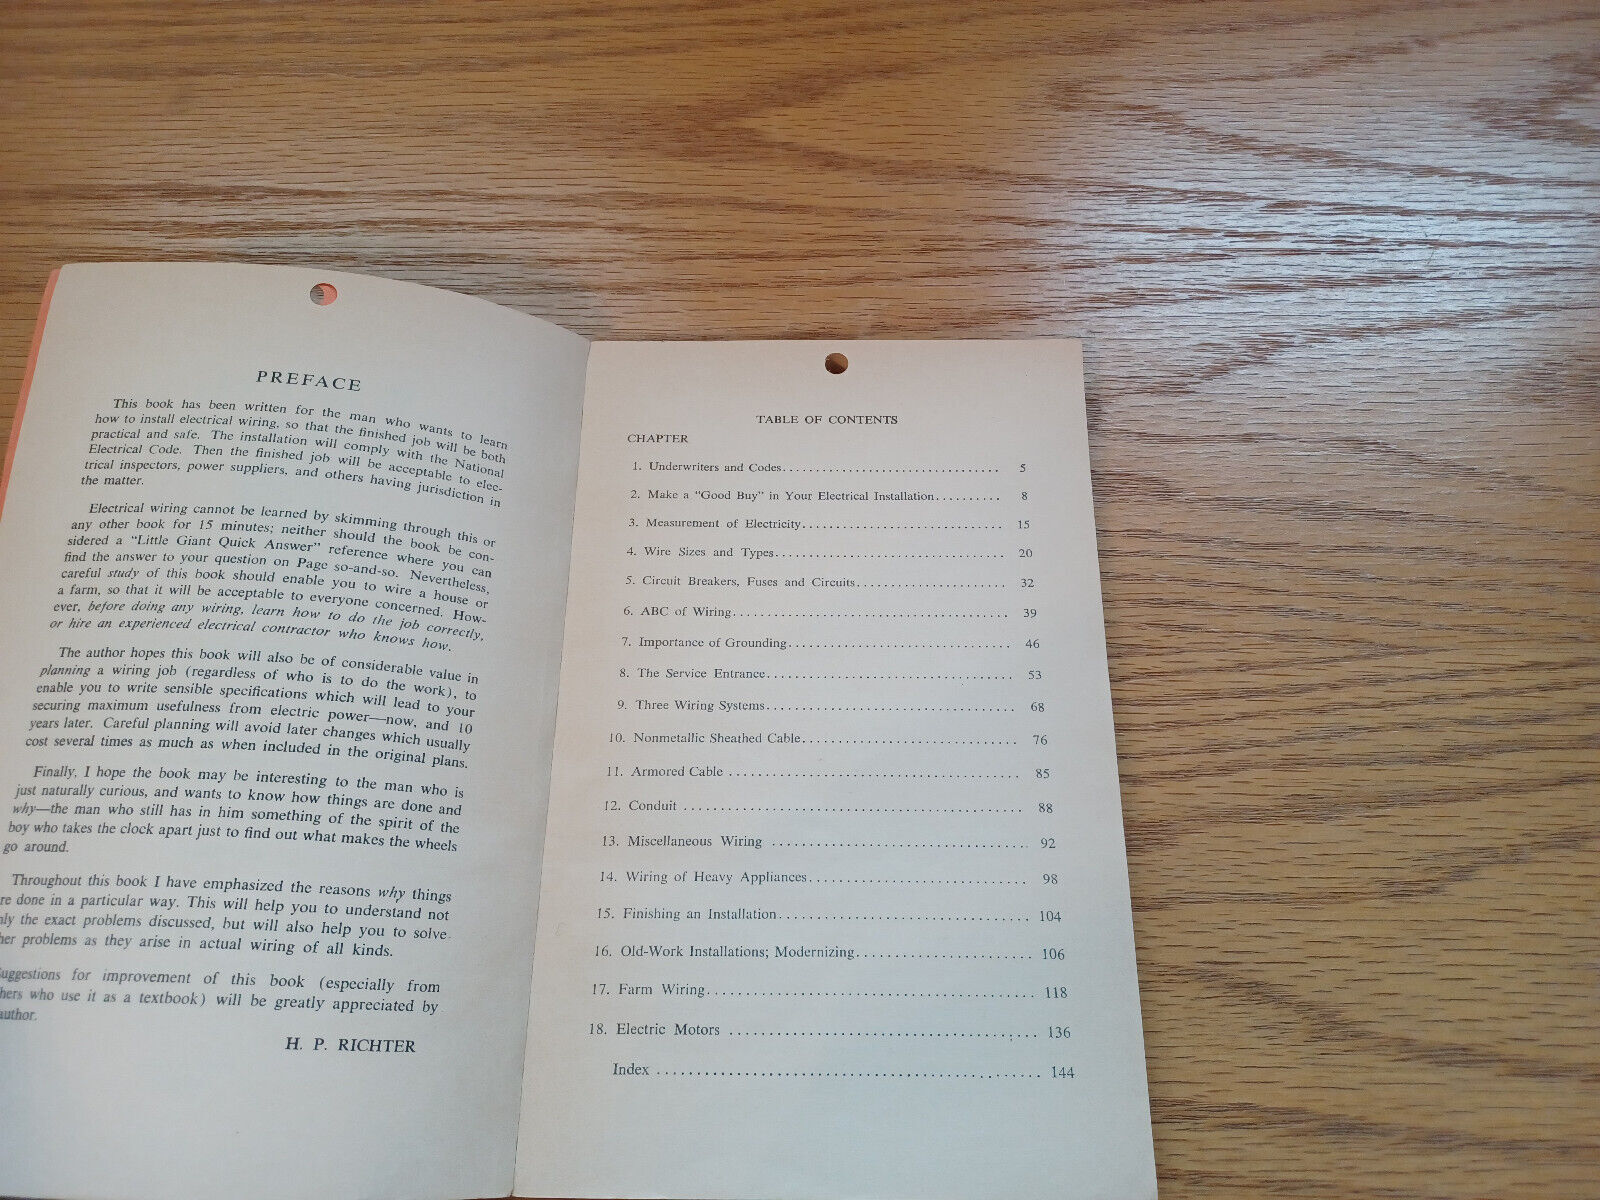 PREFACE
This book has been written for the man who wants to learn
how to install electrical wiring, so that the finished job will be both
practical and safe. The installation will comply with the National
Electrical Code. Then the finished job will be acceptable to elec-
trical inspectors, power suppliers, and others having jurisdiction in
the matter.
Electrical wiring cannot be learned by skimming through this or
any other book for 15 minutes; neither should the book be con-
sidered a "Little Giant Quick Answer" reference where you can
find the answer to your question on Page so-and-so. Nevertheless,
careful study of this book should enable you to wire a house or
a farm, so that it will be acceptable to everyone concerned. How-
ever, before doing any wiring, learn how to do the job correctly,
or hire an experienced electrical contractor who knows how.
The author hopes this book will also be of considerable value in
planning a wiring job (regardless of who is to do the work), to
enable you to write sensible specifications which will lead to your
securing maximum usefulness from electric power—now, and 10
years later. Careful planning will avoid later changes which usually
cost several times as much as when included in the original plans.
Finally, I hope the book may be interesting to the man who is
just naturally curious, and wants to know how things are done and
why—the man who still has in him something of the spirit of the
boy who takes the clock apart just to find out what makes the wheels
go around.
Throughout this book I have emphasized the reasons why things
re done in a particular way. This will help you to understand not
nly the exact problems discussed, but will also help you to solve
her problems as they arise in actual wiring of all kinds.
uggestions for improvement of this book (especially from
hers who use it as a textbook) will be greatly appreciated by
author.
H. P. RICHTER
TABLE OF CONTENTS
CHAPTER
1. Underwriters and Codes.............................. 5
2. Make a "Good Buy" in Your Electrical Installation.......... 8
3. Measurement of Electricity............................ 15
4. Wire Sizes and Types................................ 20
5. Circuit Breakers, Fuses and Circuits..................... 32
6. ABC of Wiring...................................... 39
7. Importance of Grounding............................... 46
8. The Service Entrance.................................. 53
9. Three Wiring Systems.................................. 68
10. Nonmetallic Sheathed Cable............................. 76
11. Armored Cable ....................................... 85
12. Conduit ............................................. 88
13. Miscellaneous Wiring .................................. 92
14. Wiring of Heavy Appliances............................. 98
15. Finishing an Installation................................. 104
16. Old-Work Installations; Modernizing....................... 106
17. Farm Wiring........................................... 118
18. Electric Motors ........................................ 136
Index ................................................. 144